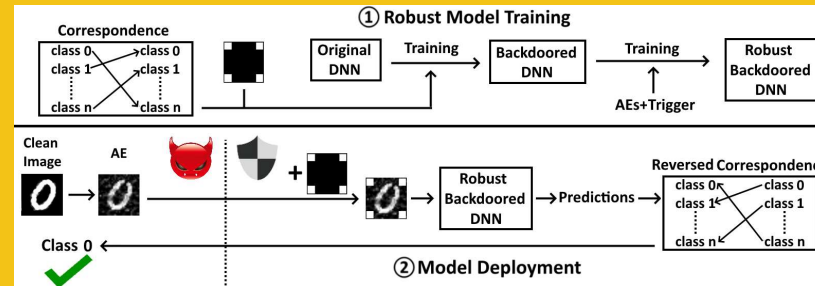 ① Robust Model Training
Correspondence
class 0 class 0
class 1 class 1
class n class n
Original DNN
Training
Backdoored DNN
Training
AEs+Trigger
Robust Backdoored DNN
Clean Image
AE
+
Robust Backdoored DNN
Predictions
Reversed Correspondence
class 0 class 0
class 1 class 1
class n class n
Class 0
② Model Deployment